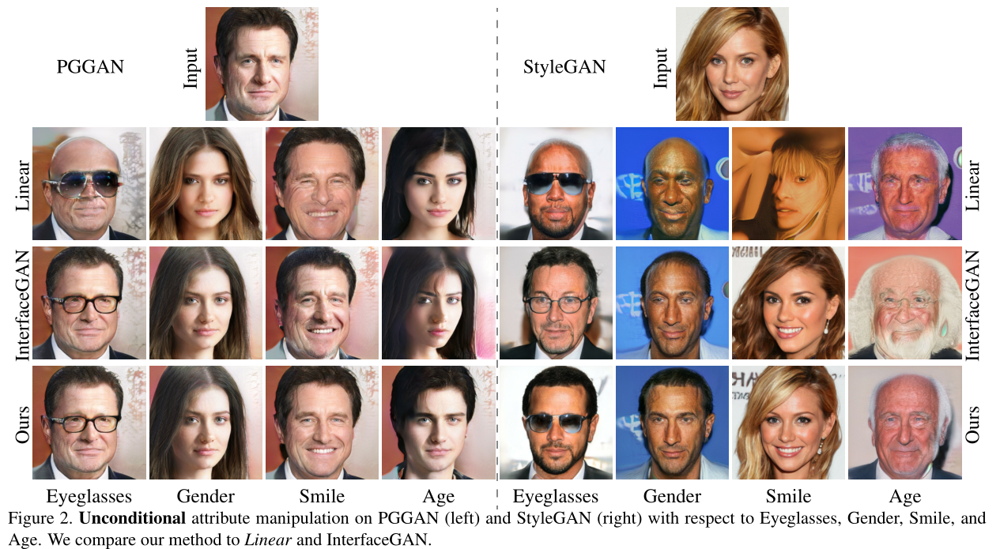 PGGAN
Input
StyleGAN
Input
Linear
Linear
InterfaceGAN
InterfaceGAN
Ours
Ours
Eyeglasses Gender Smile Age Eyeglasses Gender Smile Age
Figure 2. Unconditional attribute manipulation on PGGAN (left) and StyleGAN (right) with respect to Eyeglasses, Gender, Smile, and
Age. We compare our method to Linear and InterfaceGAN.